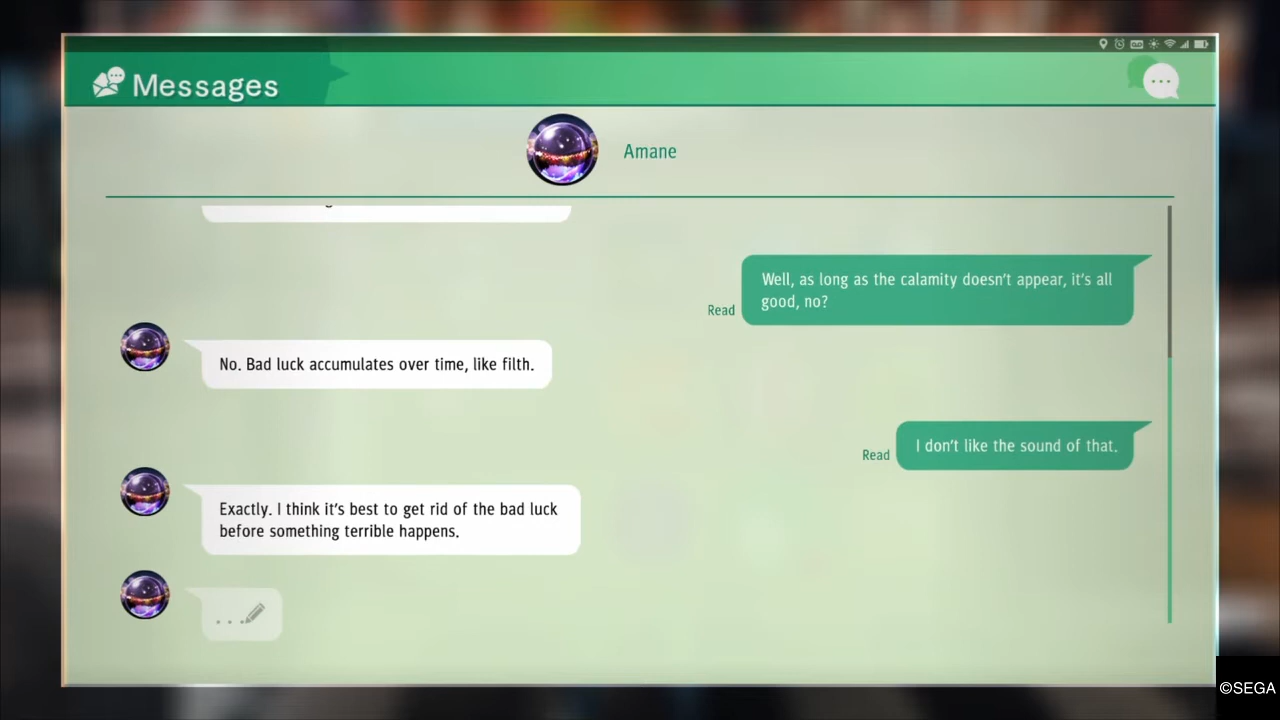 Messages
Amane
Well, as long as the calamity doesn't appear, it's all
good, no?
Read
No. Bad luck accumulates over time, like filth.
I don't like the sound of that.
Read
Exactly. I think it's best to get rid of the bad luck
before something terrible happens.
...
©SEGA